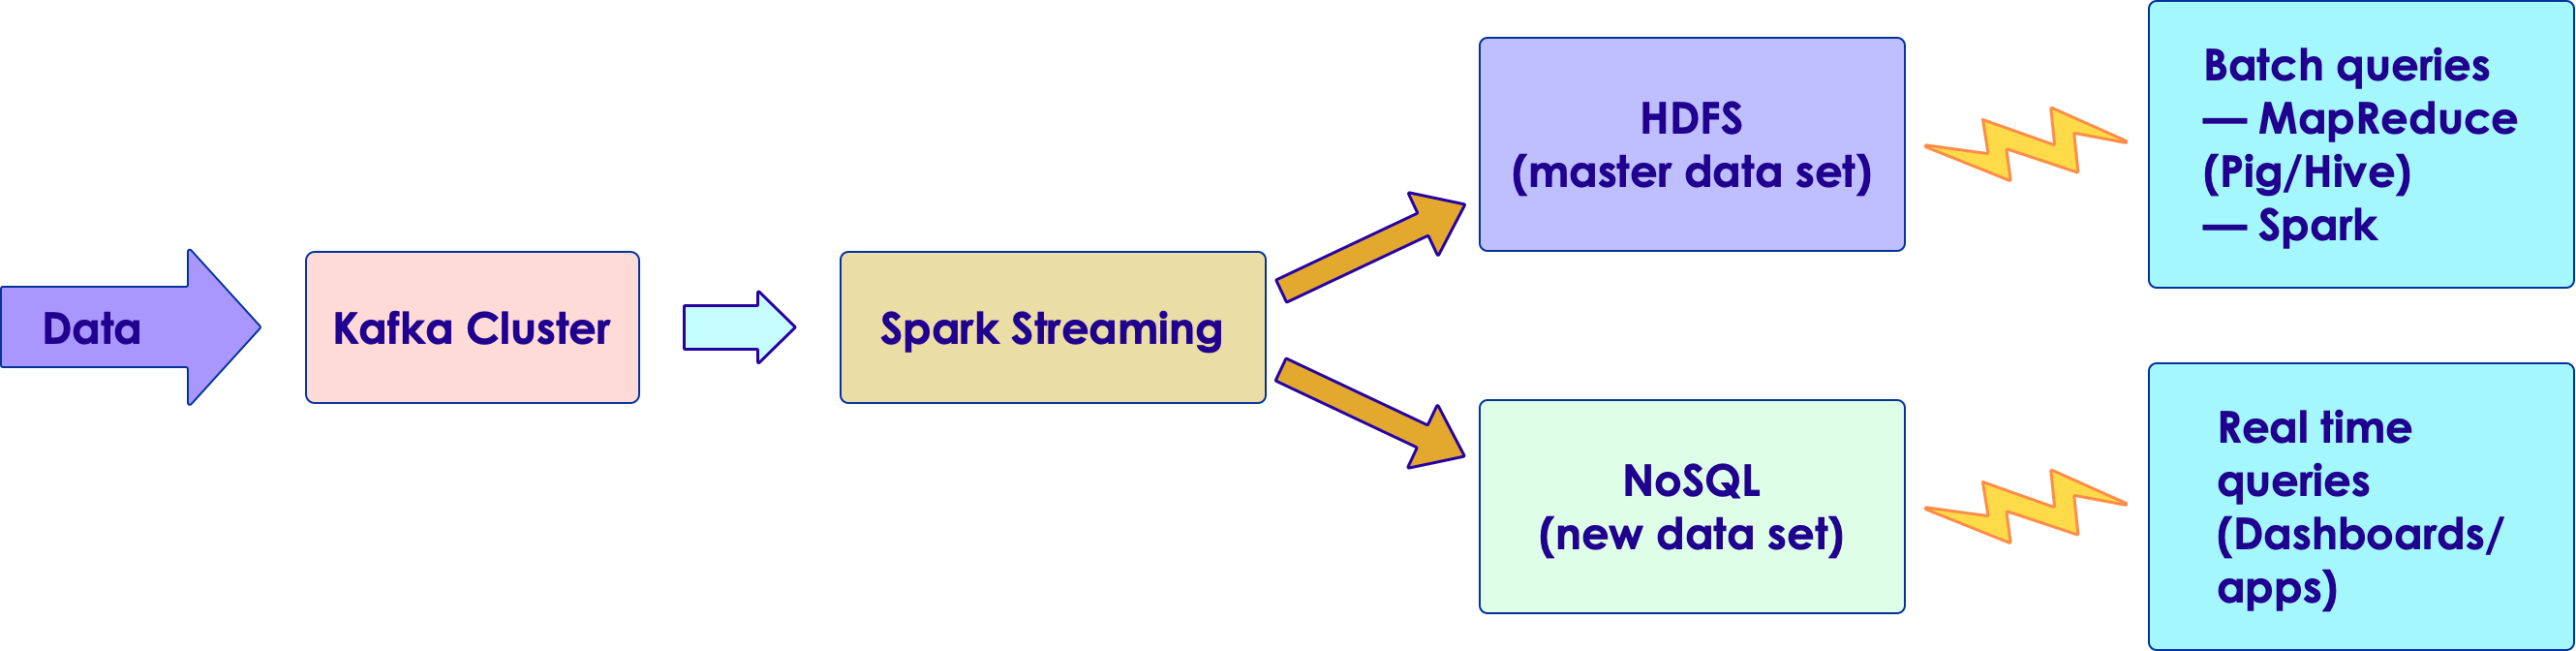 Data
Kafka Cluster
Spark Streaming
HDFS
(master data set)
Batch queries
— MapReduce
(Pig/Hive)
— Spark
NoSQL
(new data set)
Real time
queries
(Dashboards/
apps)